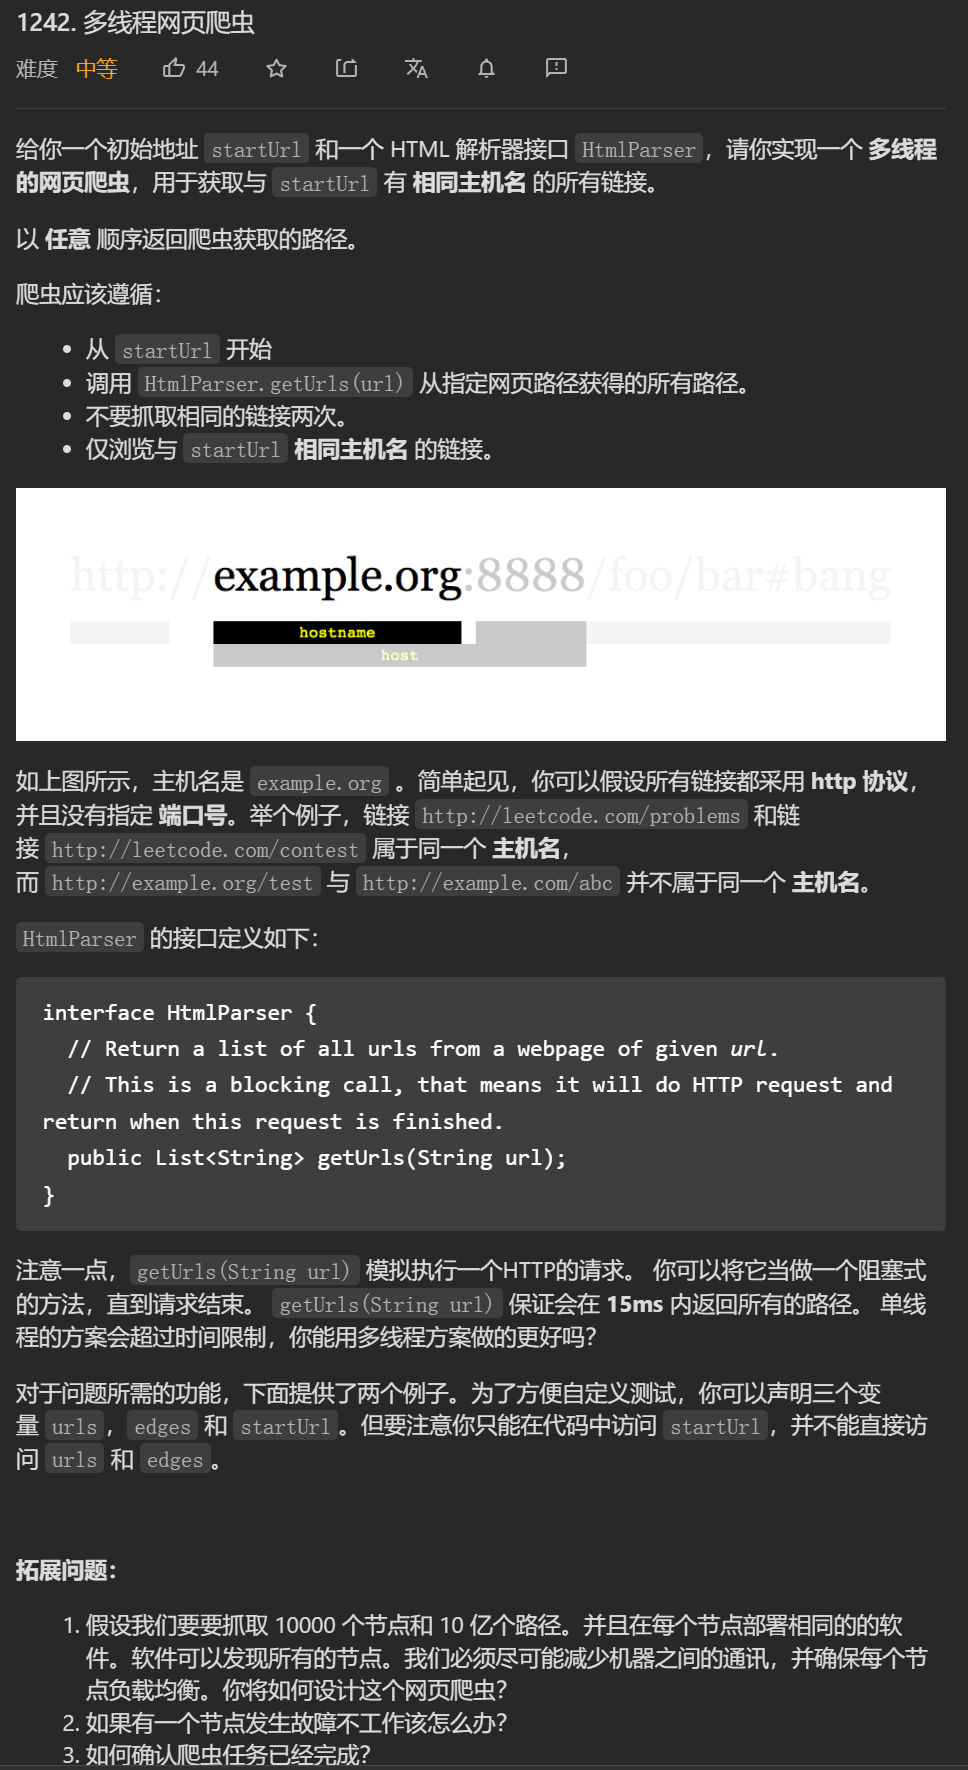 1242. 多线程网页爬虫
难度 中等 44
给你一个初始地址 startUrl 和一个 HTML 解析器接口 HtmlParser，请你实现一个 多线程
的网页爬虫，用于获取与 startUrl 有 相同主机名 的所有链接。
以 任意 顺序返回爬虫获取的路径。
爬虫应该遵循：
• 从 startUrl 开始
• 调用 HtmlParser.getUrls(url) 从指定网页路径获得的所有路径。
• 不要抓取相同的链接两次。
• 仅浏览与 startUrl 相同主机名 的链接。
http://example.org:8888/foo/bar#bang
hostname
host
如上图所示，主机名是 example.org 。简单起见，你可以假设所有链接都采用 http 协议，
并且没有指定 端口号。举个例子，链接 http://leetcode.com/problems 和链
接 http://leetcode.com/contest 属于同一个 主机名，
而 http://example.org/test 与 http://example.com/abc 并不属于同一个 主机名。
HtmlParser 的接口定义如下：
interface HtmlParser {
// Return a list of all urls from a webpage of given url.
// This is a blocking call, that means it will do HTTP request and
return when this request is finished.
public List<String> getUrls(String url);
}
注意一点，getUrls(String url) 模拟执行一个HTTP的请求。 你可以将它当做一个阻塞式
的方法，直到请求结束。 getUrls(String url) 保证会在 15ms 内返回所有的路径。 单线
程的方案会超过时间限制，你能用多线程方案做的更好吗？
对于问题所需的功能，下面提供了两个例子。为了方便自定义测试，你可以声明三个变
量 urls，edges 和 startUrl。但要注意你只能在代码中访问 startUrl，并不能直接访
问 urls 和 edges。
拓展问题：
1. 假设我们要要抓取 10000 个节点和 10 亿个路径。并且在每个节点部署相同的的软
件。软件可以发现所有的节点。我们必须尽可能减少机器之间的通讯，并确保每个节
点负载均衡。你将如何设计这个网页爬虫？
2. 如果有一个节点发生故障不工作该怎么办？
3. 如何确认爬虫任务已经完成？